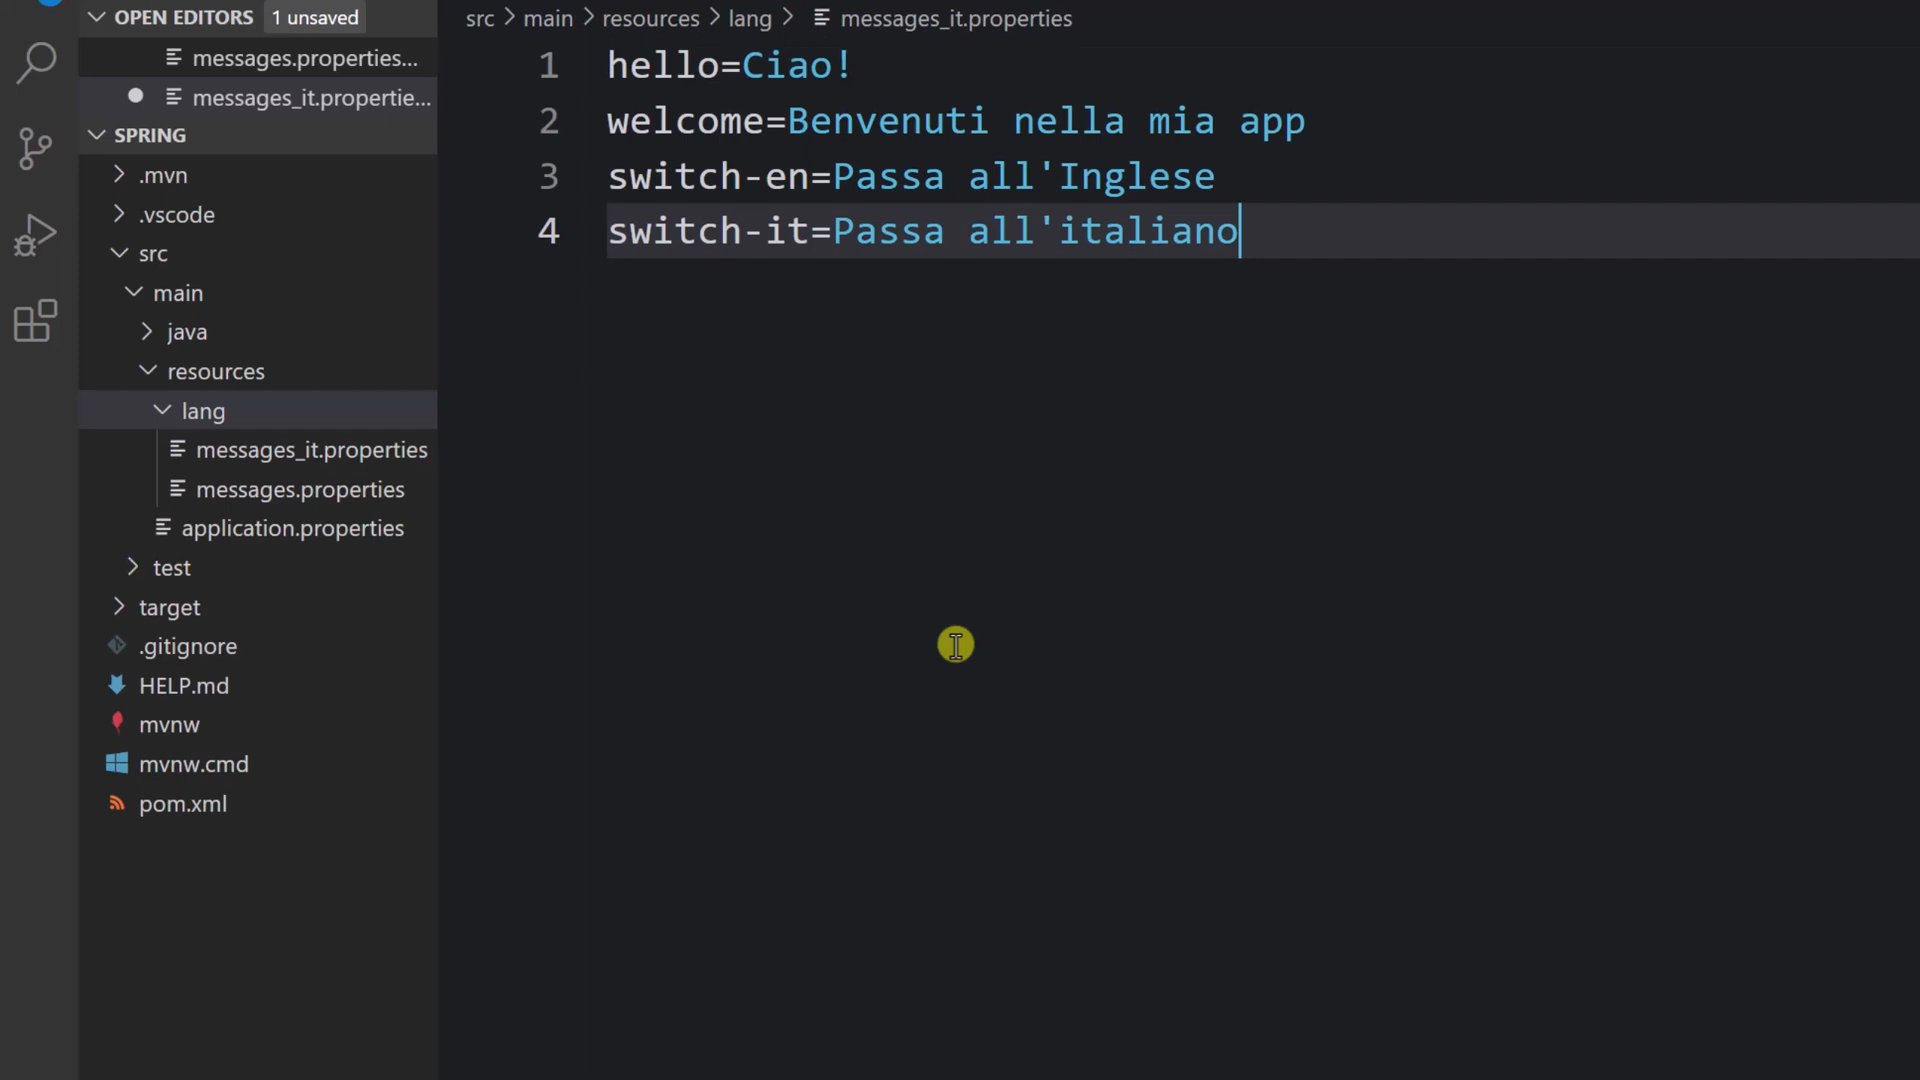 OPEN EDITORS 1 unsaved
messages.properties...
messages_it.propertie...
SPRING
.mvn
.vscode
src
main
java
resources
lang
messages_it.properties
messages.properties
application.properties
test
target
.gitignore
HELP.md
mvnw
mvnw.cmd
pom.xml
src > main > resources > lang > messages_it.properties
1 hello=Ciao!
2 welcome=Benvenuti nella mia app
3 switch-en=Passa all'Inglese
4 switch-it=Passa all'italiano